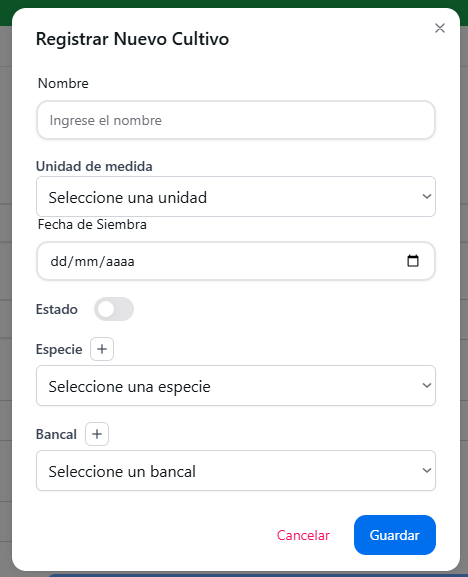 Registrar Nuevo Cultivo
Nombre
Ingrese el nombre
Unidad de medida
Seleccione una unidad
Fecha de Siembra
dd/mm/aaaa
Estado
Especie +
Seleccione una especie
Bancal +
Seleccione un bancal
Cancelar Guardar